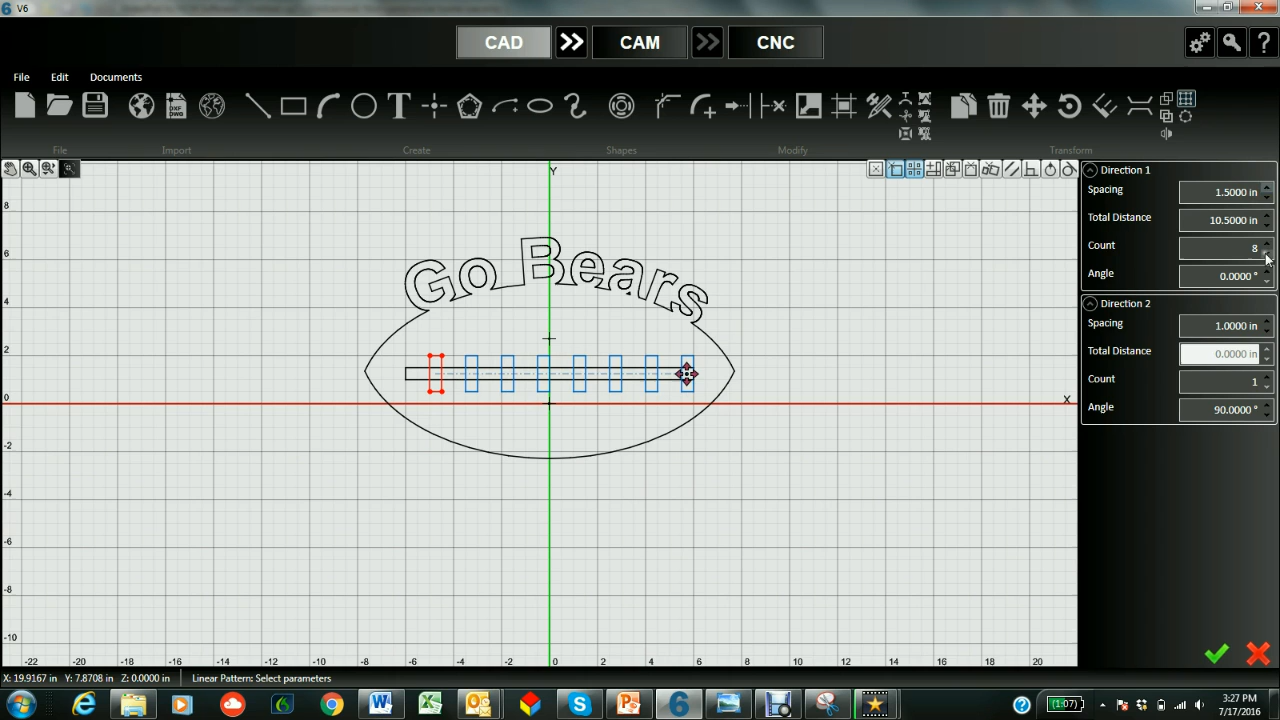 V6
CAD
CAM
CNC
File Edit Documents
File Import Create Shapes Modify Transform
Y
X
8
6
4
2
0
-2
-4
-6
-8
-10
-22 -20 -18 -16 -14 -12 -10 -8 -6 -4 -2 0 2 4 6 8 10 12 14 16 18 20
Go Bears
Direction 1
Spacing 1.5000 in
Total Distance 10.5000 in
Count 8
Angle 0.0000 °
Direction 2
Spacing 1.0000 in
Total Distance 0.0000 in
Count 1
Angle 90.0000 °
X: 19.9167 in Y: 7.8708 in Z: 0.0000 in Linear Pattern: Select parameters
(1:07)
3:27 PM
7/17/2016